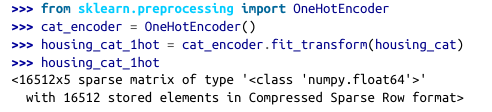 >>> from sklearn.preprocessing import OneHotEncoder
>>> cat_encoder = OneHotEncoder()
>>> housing_cat_1hot = cat_encoder.fit_transform(housing_cat)
>>> housing_cat_1hot
<16512x5 sparse matrix of type '<class 'numpy.float64'>'
  with 16512 stored elements in Compressed Sparse Row format>